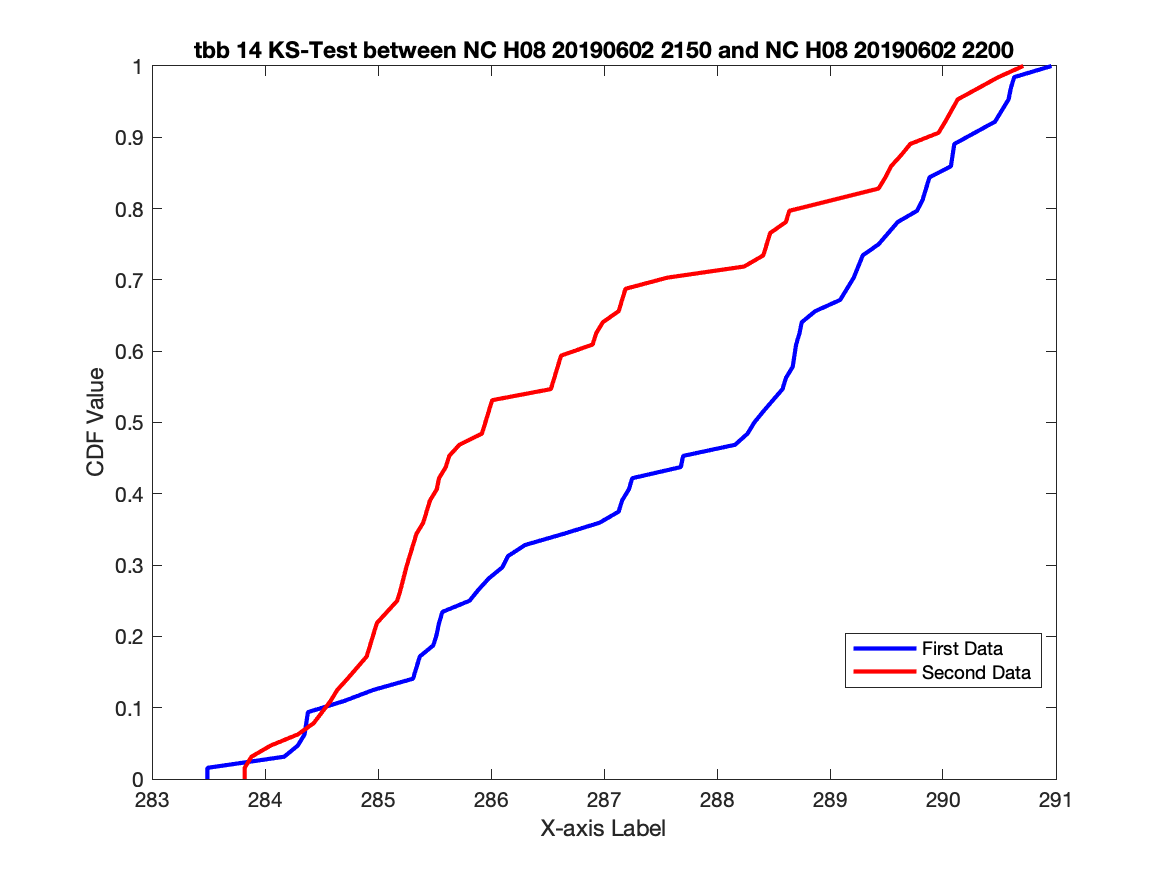 tbb 14 KS-Test between NC H08 20190602 2150 and NC H08 20190602 2200
1
0.9
0.8
0.7
0.6
0.5
0.4
0.3
0.2
0.1
0
CDF Value
First Data
Second Data
283 284 285 286 287 288 289 290 291
X-axis Label